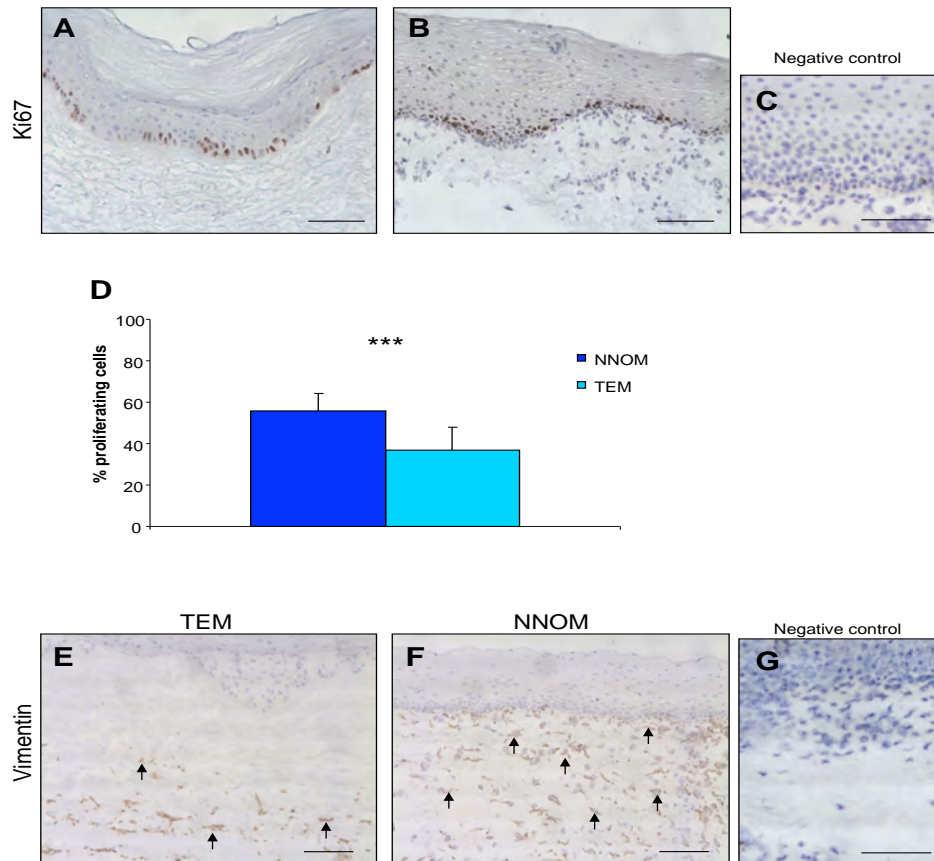 A
B
Negative control
C
Ki67
D
% proliferating cells
100
80
60
40
20
0
***
NNOM
TEM
TEM
NNOM
Negative control
E
F
G
Vimentin